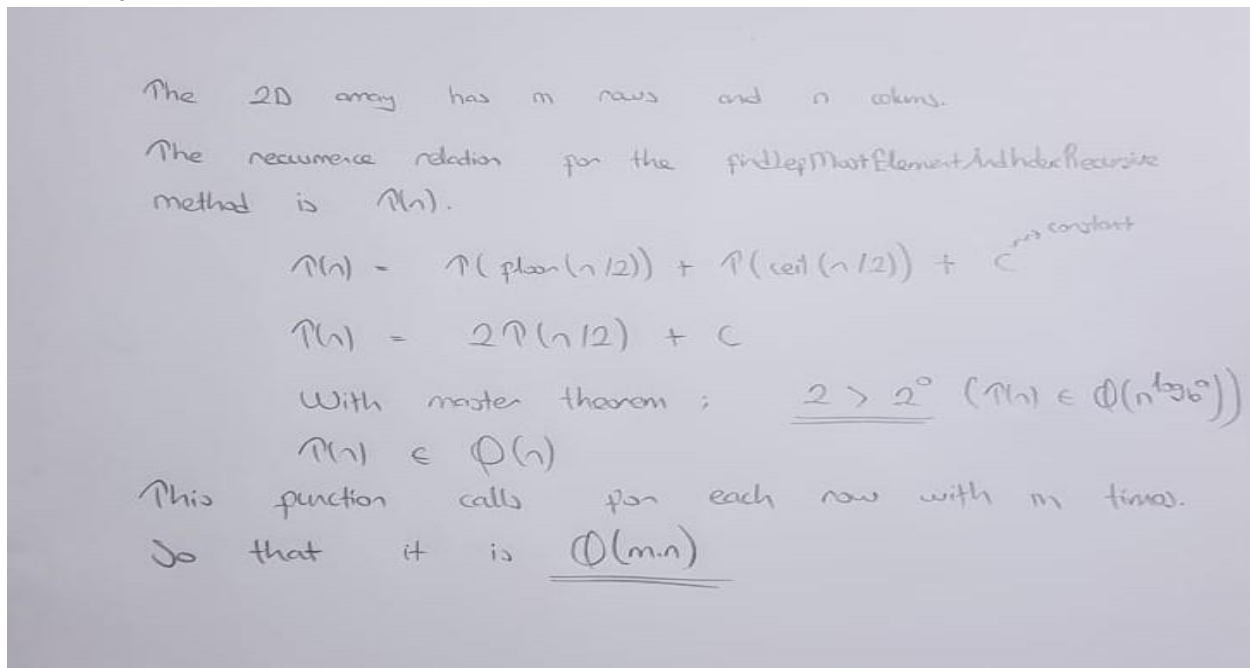 The 2D array has m rows and n colums.
The recurrence relation for the findLeftMostElementAndIndexRecursive
method is T(n).
T(n) = T(floor(n/2)) + T(ceil(n/2)) + C → constant
T(n) = 2T(n/2) + C
With master theorem ; 2 > 2⁰ (T(n) ∈ Θ(n^log_b^a))
T(n) ∈ Θ(n)
This function calls for each row with m times.
So that it is Θ(m.n)